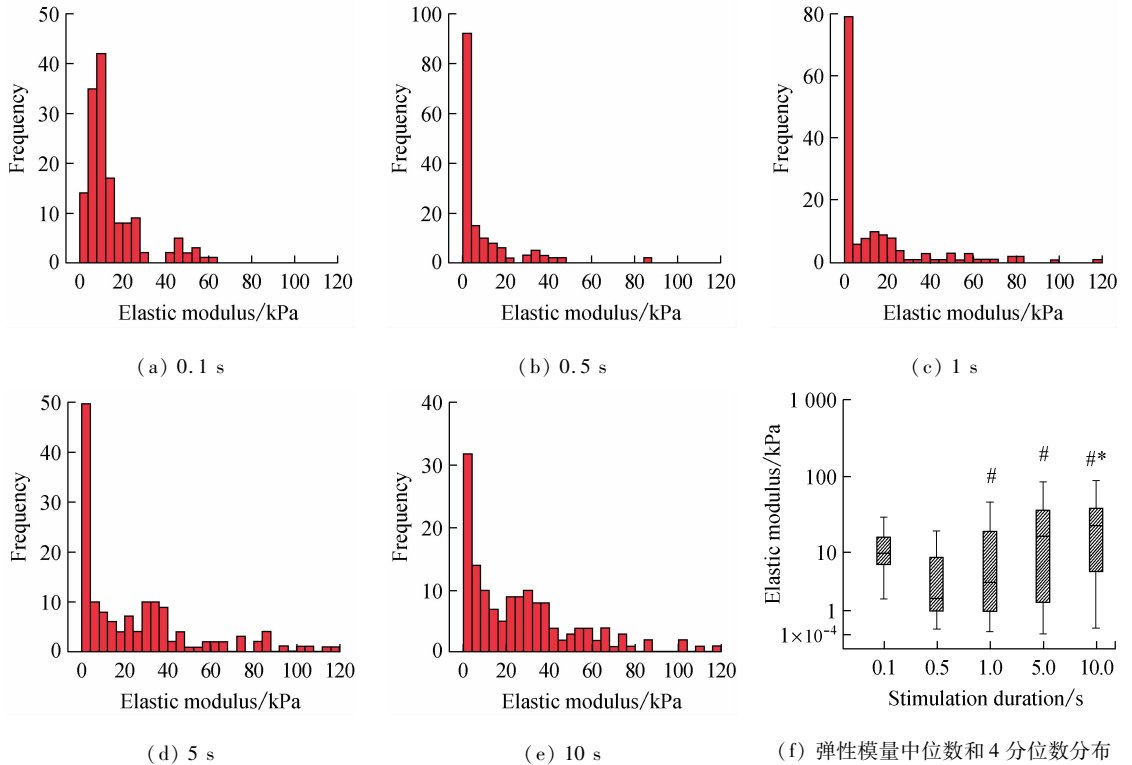 50
40
30
20
10
0
Frequency
0 20 40 60 80 100 120
Elastic modulus/kPa
(a) 0.1 s
100
80
60
40
20
0
Frequency
0 20 40 60 80 100 120
Elastic modulus/kPa
(b) 0.5 s
80
60
40
20
0
Frequency
0 20 40 60 80 100 120
Elastic modulus/kPa
(c) 1 s
50
40
30
20
10
0
Frequency
0 20 40 60 80 100 120
Elastic modulus/kPa
(d) 5 s
40
30
20
10
0
Frequency
0 20 40 60 80 100 120
Elastic modulus/kPa
(e) 10 s
1 000
100
10
1
1×10⁻⁴
Elastic modulus/kPa
# # #*
0.1 0.5 1.0 5.0 10.0
Stimulation duration/s
(f) 弹性模量中位数和4分位数分布